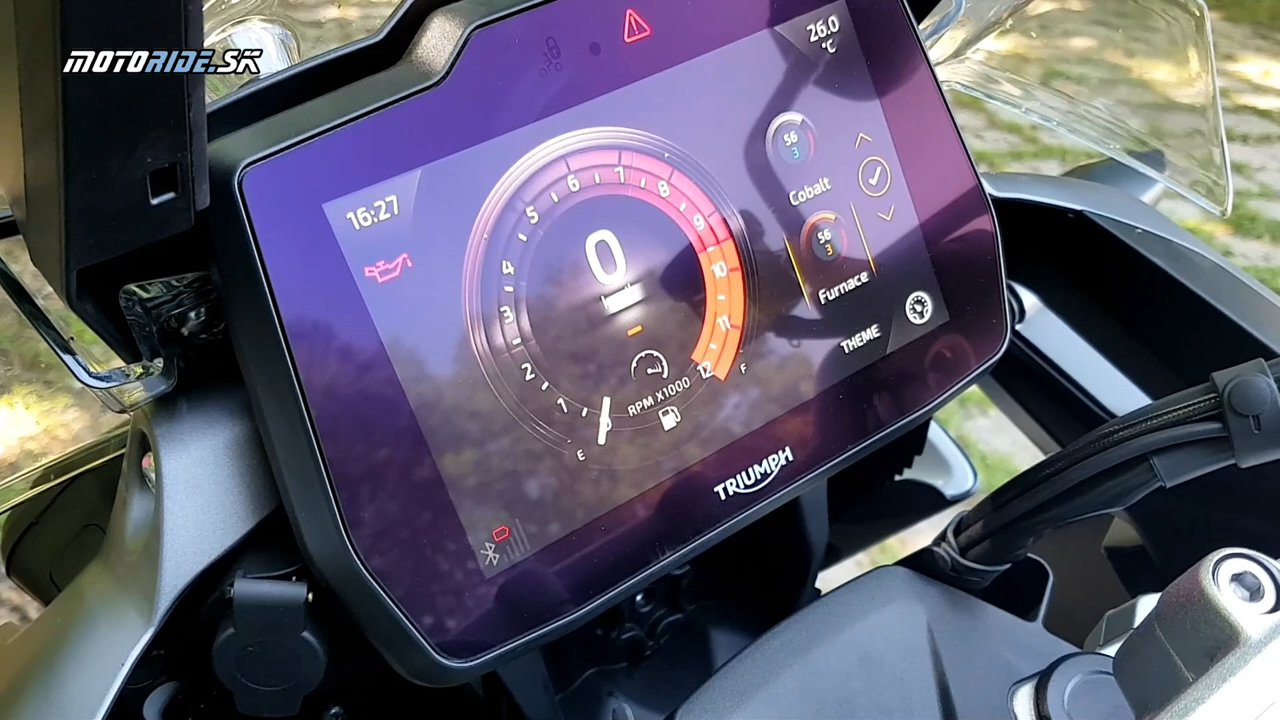 MOTORIDE.SK
26.0
°C
16:27
56
3
Cobalt
56
3
Furnace
THEME
0
1
2
3
4
5
6
7
8
9
10
11
12
RPM X1000
E
F
TRIUMPH